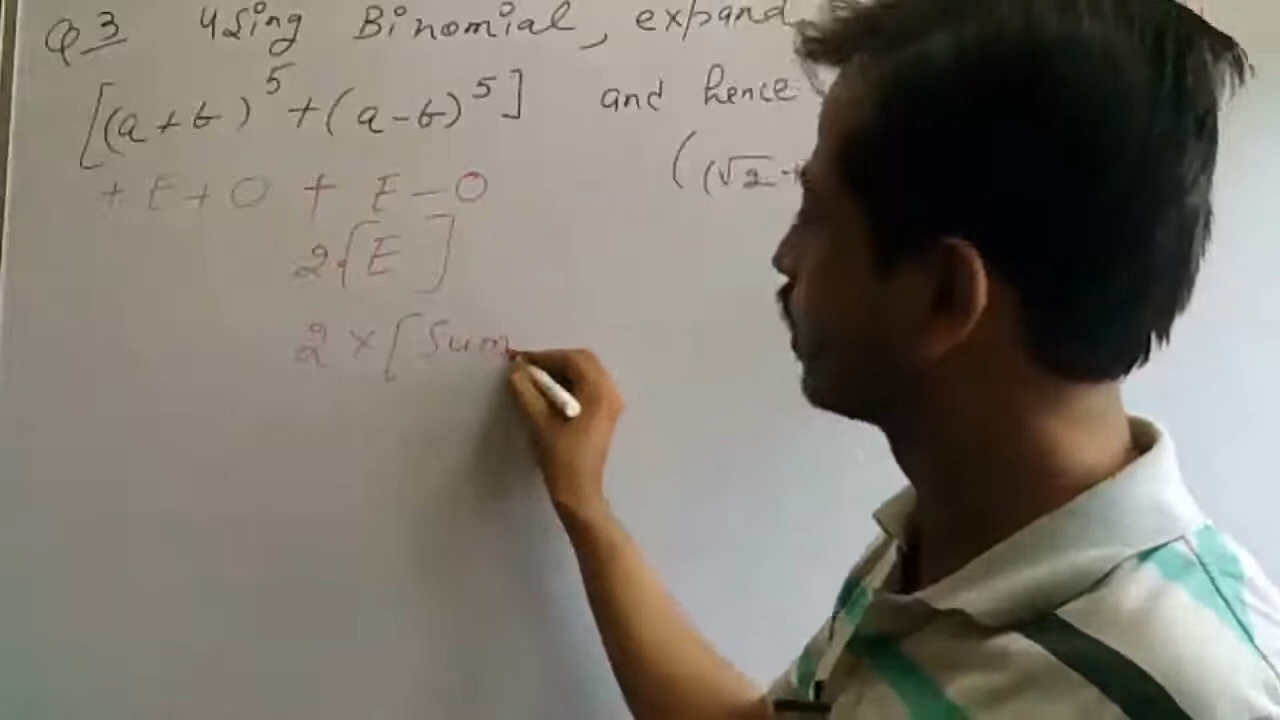 Q3 Using Binomial, expand
[(a+b)^5 + (a-b)^5] and hence
((√2+
+ E + O + E - O
2[E]
2 × [Sum